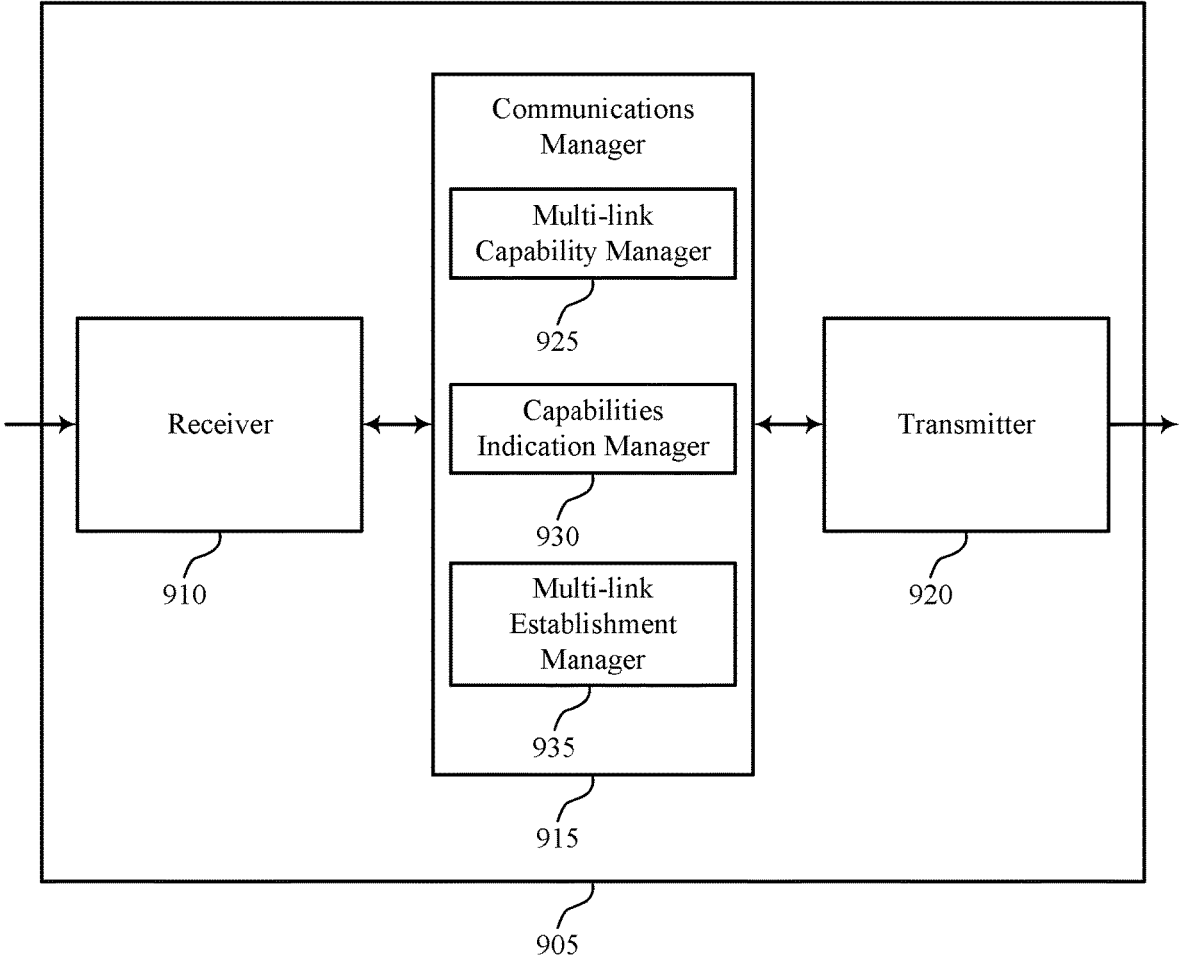 Communications
Manager
Multi-link
Capability Manager
925
Receiver
Capabilities
Indication Manager
Transmitter
930
910
920
Multi-link
Establishment
Manager
935
915
905